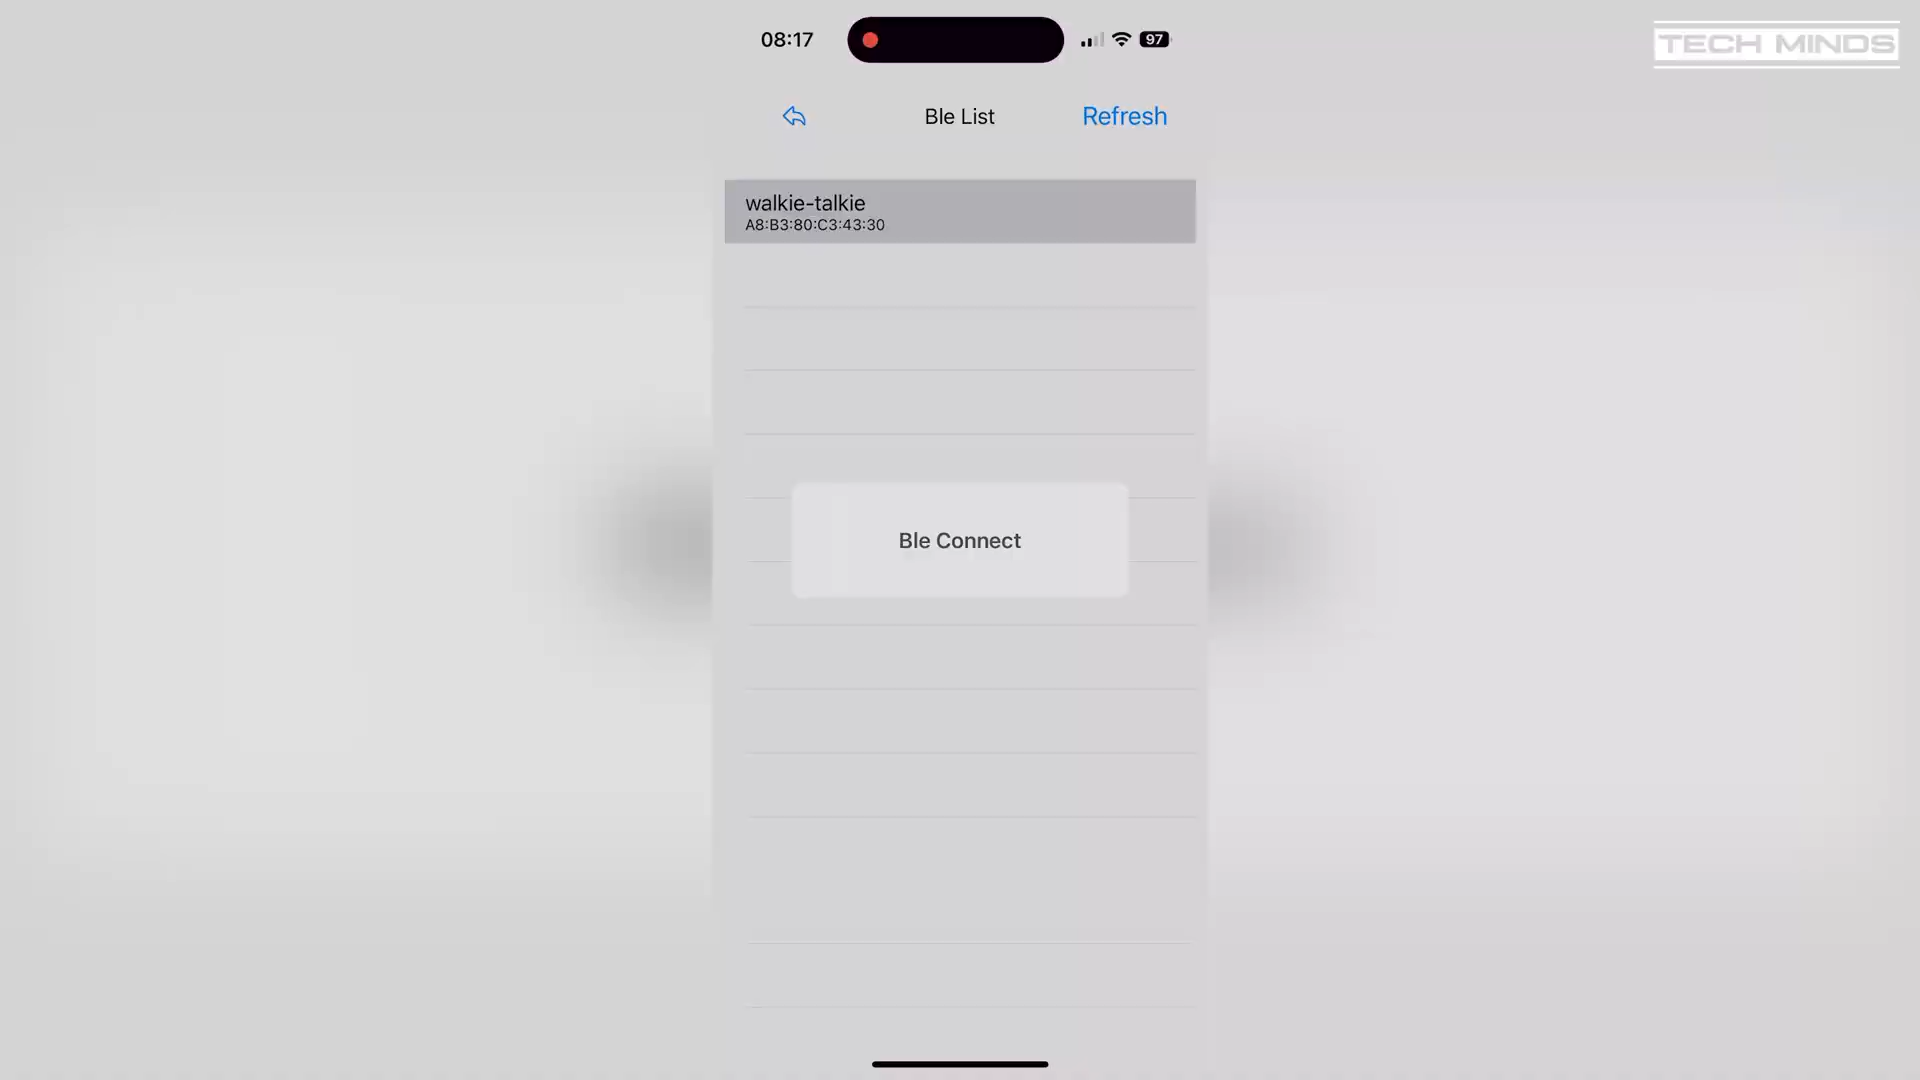 08:17
97
TECH MINDS
Ble List
Refresh
walkie-talkie
A8:B3:80:C3:43:30
Ble Connect